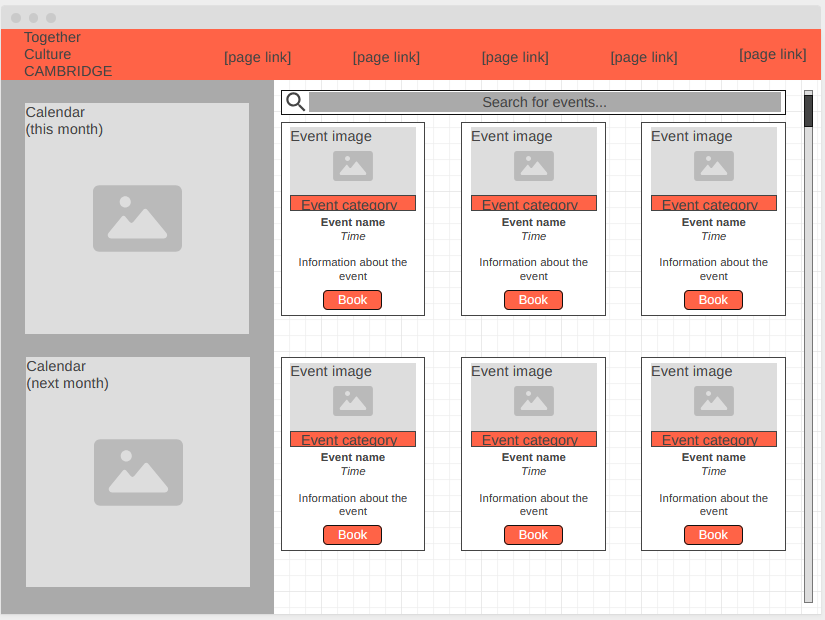 Together
Culture
CAMBRIDGE
[page link]
[page link]
[page link]
[page link]
[page link]
Calendar
(this month)
Calendar
(next month)
Search for events...
Event image
Event category
Event name
Time
Information about the
event
Book
Event image
Event category
Event name
Time
Information about the
event
Book
Event image
Event category
Event name
Time
Information about the
event
Book
Event image
Event category
Event name
Time
Information about the
event
Book
Event image
Event category
Event name
Time
Information about the
event
Book
Event image
Event category
Event name
Time
Information about the
event
Book